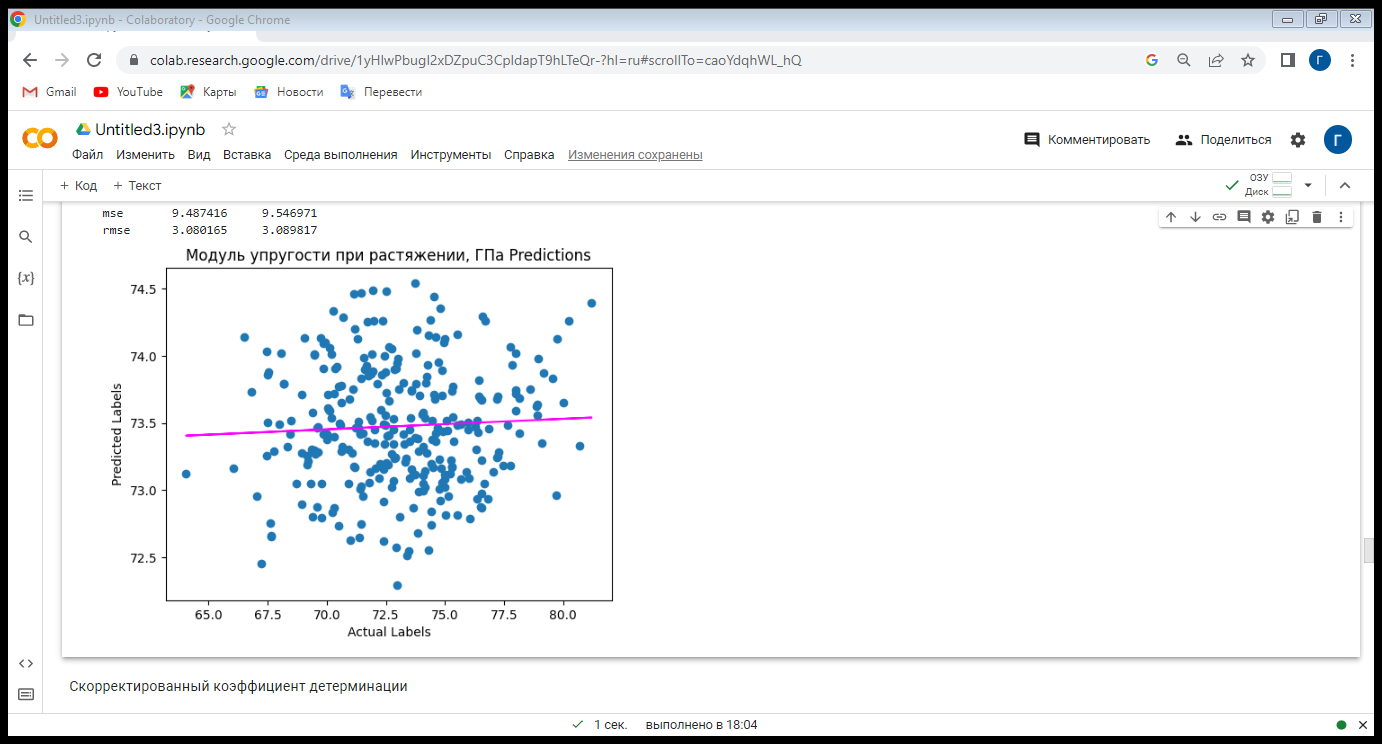 Untitled3.ipynb - Colaboratory - Google Chrome
colab.research.google.com/drive/1yHlwPbugI2xDZpuC3CpIdapT9hLTeQr-?hl=ru#scrollTo=caoYdqhWL_hQ
Г
Gmail YouTube Карты Новости Перевести
Untitled3.ipynb
Файл Изменить Вид Вставка Среда выполнения Инструменты Справка Изменения сохранены
Комментировать Поделиться Г
+ Код + Текст
ОЗУ
Диск
mse 9.487416 9.546971
rmse 3.080165 3.089817
{x}
Модуль упругости при растяжении, ГПа Predictions
74.5
74.0
73.5
73.0
72.5
Predicted Labels
65.0 67.5 70.0 72.5 75.0 77.5 80.0
Actual Labels
Скорректированный коэффициент детерминации
1 сек. выполнено в 18:04